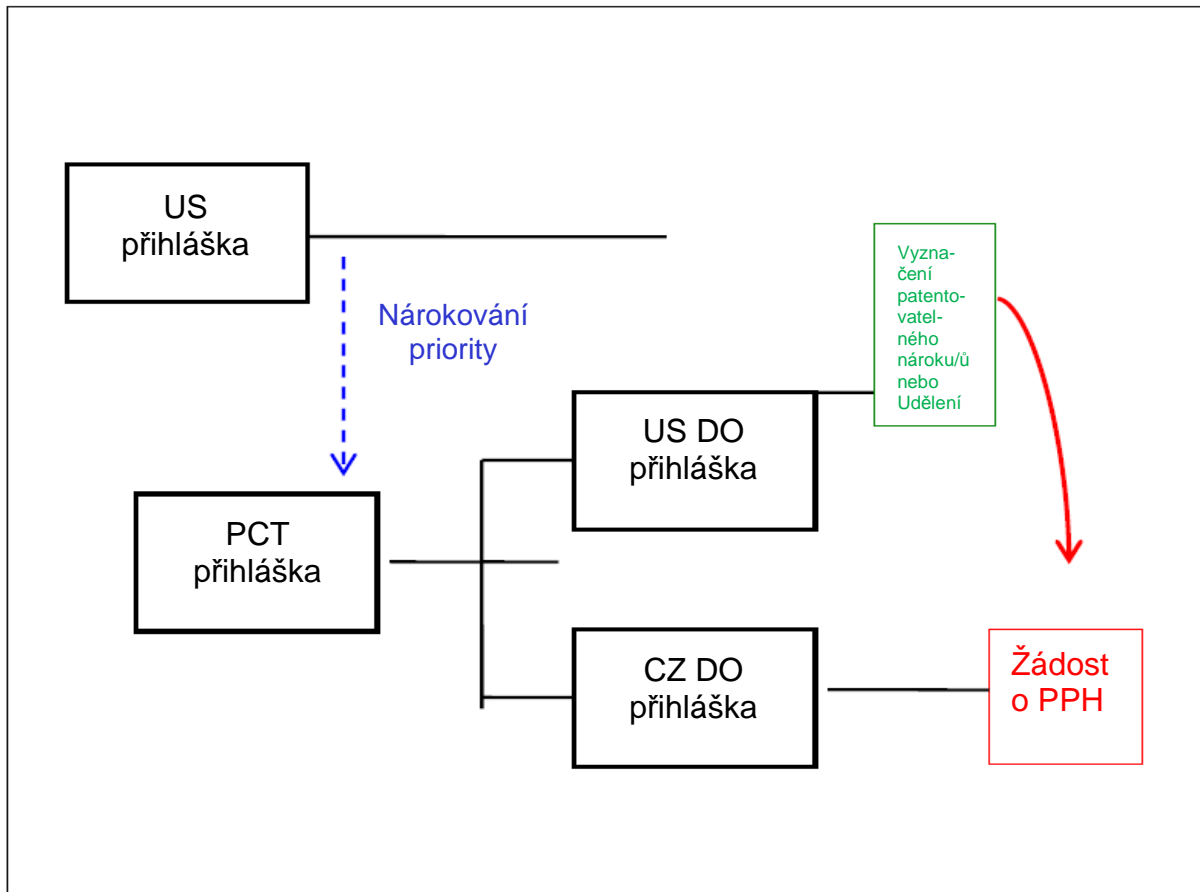 US
přihláška
Nárokování
priority
Vyzna-
čení
patento-
vatel-
ného
nároku/ů
nebo
Udělení
US DO
přihláška
PCT
přihláška
CZ DO
přihláška
Žádost
o PPH